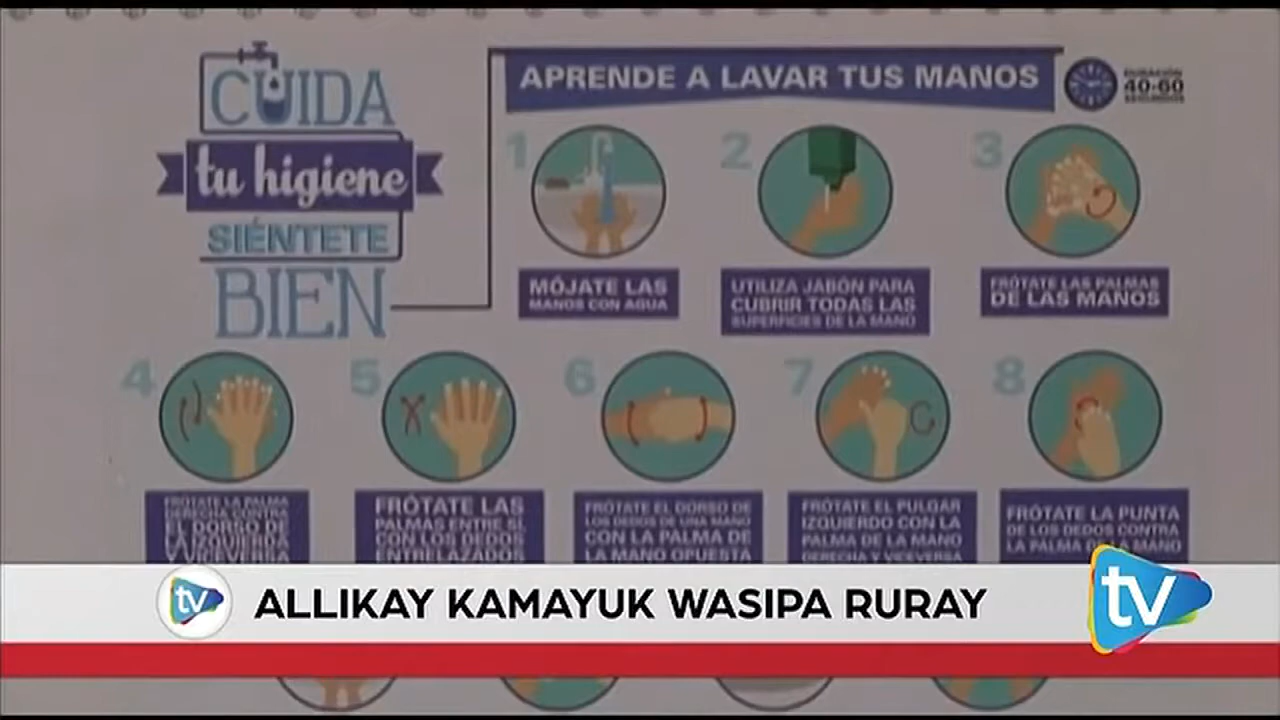 CUIDA
tu higiene
SIÉNTETE
BIEN
APRENDE A LAVAR TUS MANOS
DURACIÓN
40-60
SEGUNDOS
1
MÓJATE LAS
MANOS CON AGUA
2
UTILIZA JABÓN PARA
CUBRIR TODAS LAS
SUPERFICIES DE LA MANO
3
FRÓTATE LAS PALMAS
DE LAS MANOS
4
FRÓTATE LA PALMA
DERECHA CONTRA
EL DORSO DE
LA IZQUIERDA
Y VICEVERSA
5
FRÓTATE LAS
PALMAS ENTRE SÍ,
CON LOS DEDOS
ENTRELAZADOS
6
FRÓTATE EL DORSO DE
LOS DEDOS DE UNA MANO
CON LA PALMA DE
LA MANO OPUESTA
7
FRÓTATE EL PULGAR
IZQUIERDO CON LA
PALMA DE LA MANO
DERECHA Y VICEVERSA
8
FRÓTATE LA PUNTA
DE LOS DEDOS CONTRA
LA PALMA DE LA MANO
tv
ALLIKAY KAMAYUK WASIPA RURAY
tv